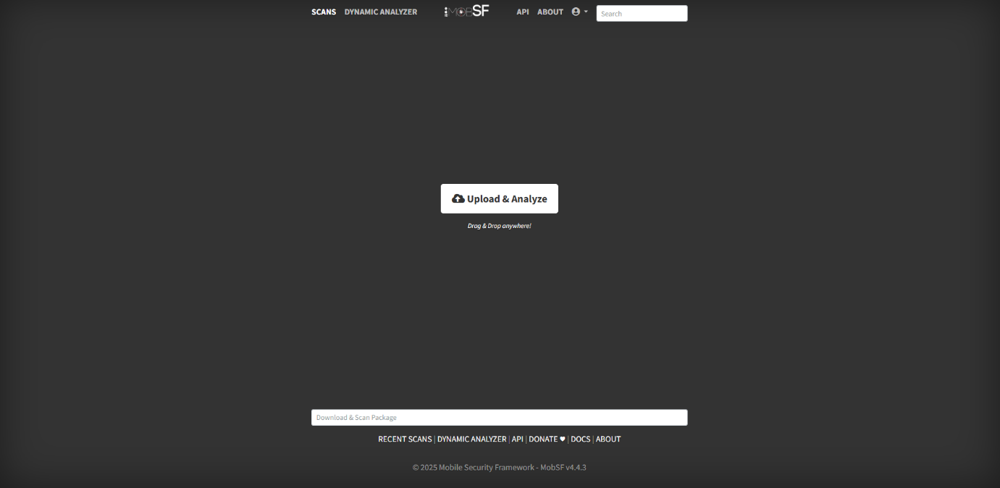 SCANS DYNAMIC ANALYZER MOBSF API ABOUT Search
Upload & Analyze
Drag & Drop anywhere!
Download & Scan Package
RECENT SCANS | DYNAMIC ANALYZER | API | DONATE ♥ | DOCS | ABOUT
© 2025 Mobile Security Framework - MobSF v4.4.3